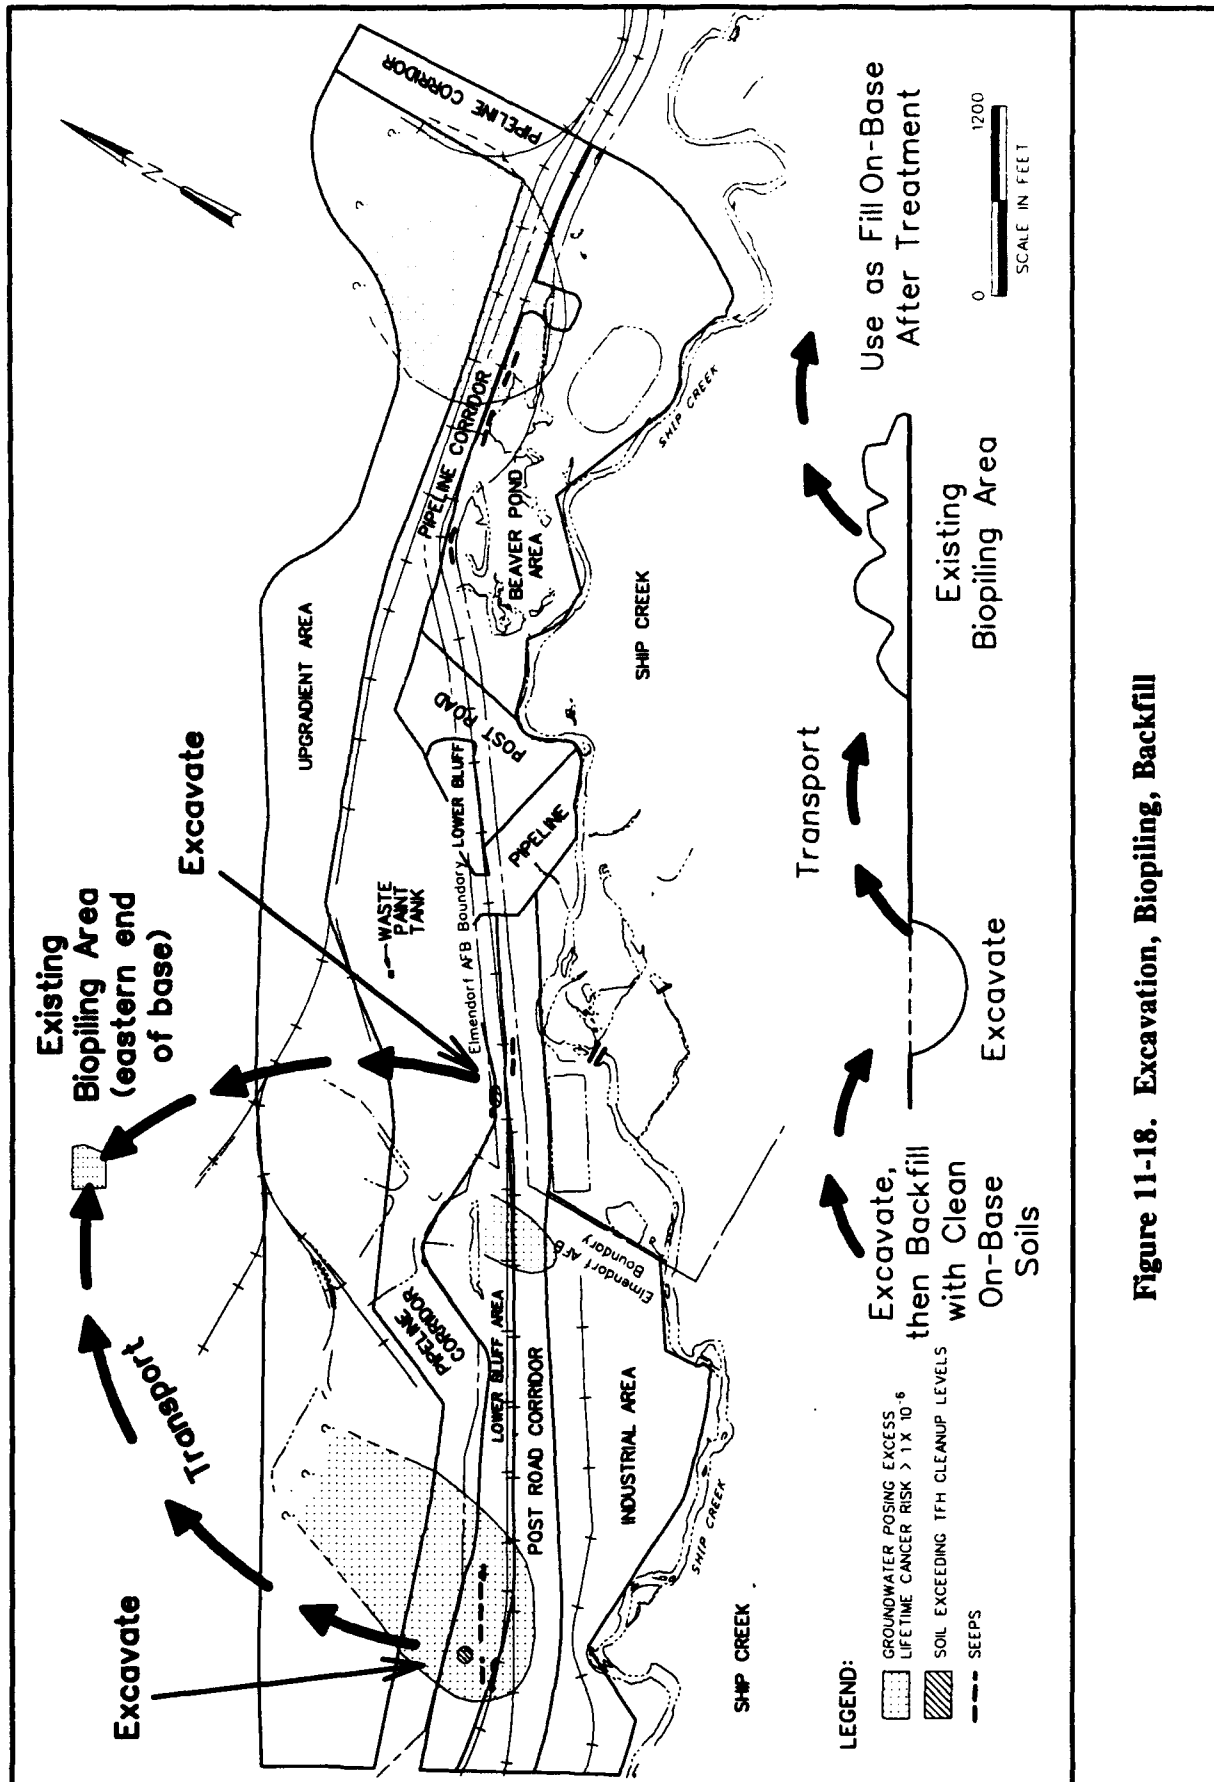 Existing
Biopiling Area
(eastern end
of base)
Excavate
Transport
Excavate
N
PIPELINE CORRIDOR
UPGRADIENT AREA
PIPELINE CORRIDOR
WASTE
PAINT
TANK
Elmendorf AFB Boundary
LOWER BLUFF
POST
ROAD
BEAVER POND
AREA
PIPELINE
PIPELINE
CORRIDOR
LOWER BLUFF AREA
POST ROAD CORRIDOR
Elmendorf AFB
Boundary
INDUSTRIAL AREA
SHIP CREEK
SHIP CREEK
SHIP CREEK
SHIP CREEK
?
?
?
?
?
LEGEND:
GROUNDWATER POSING EXCESS
LIFETIME CANCER RISK > 1 X 10⁻⁶
SOIL EXCEEDING TFH CLEANUP LEVELS
SEEPS
Excavate,
then Backfill
with Clean
On-Base
Soils
Excavate
Transport
Existing
Biopiling Area
Use as Fill On-Base
After Treatment
0 1200
SCALE IN FEET
Figure 11-18. Excavation, Biopiling, Backfill